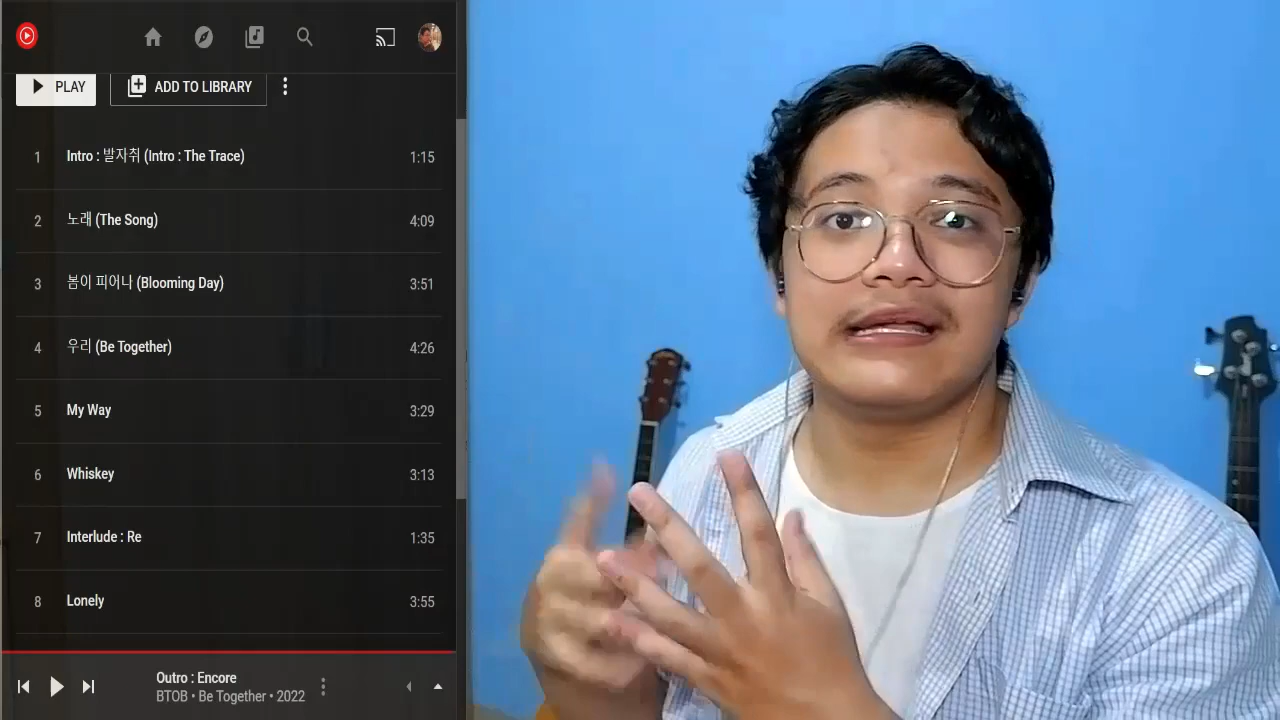 PLAY
ADD TO LIBRARY
1 Intro : 발자취 (Intro : The Trace) 1:15
2 노래 (The Song) 4:09
3 봄이 피어나 (Blooming Day) 3:51
4 우리 (Be Together) 4:26
5 My Way 3:29
6 Whiskey 3:13
7 Interlude : Re 1:35
8 Lonely 3:55
Outro : Encore
BTOB • Be Together • 2022